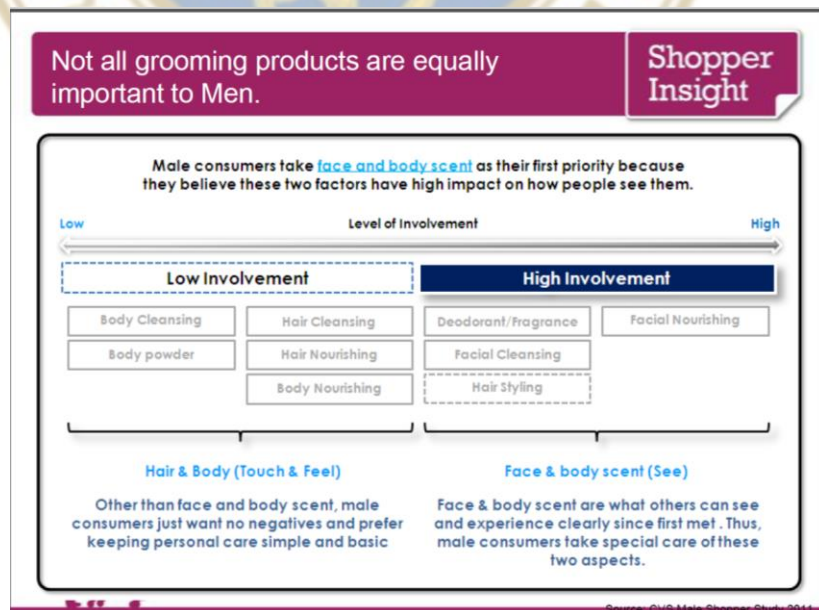 Not all grooming products are equally
important to Men.
Shopper
Insight
Male consumers take face and body scent as their first priority because
they believe these two factors have high impact on how people see them.
Low
Level of Involvement
High
Low Involvement
High Involvement
Body Cleansing
Hair Cleansing
Deodorant/Fragrance
Facial Nourishing
Body powder
Hair Nourishing
Facial Cleansing
Body Nourishing
Hair Styling
Hair & Body (Touch & Feel)
Other than face and body scent, male
consumers just want no negatives and prefer
keeping personal care simple and basic
Face & body scent (See)
Face & body scent are what others can see
and experience clearly since first met . Thus,
male consumers take special care of these
two aspects.
Male Shopper Study 2011